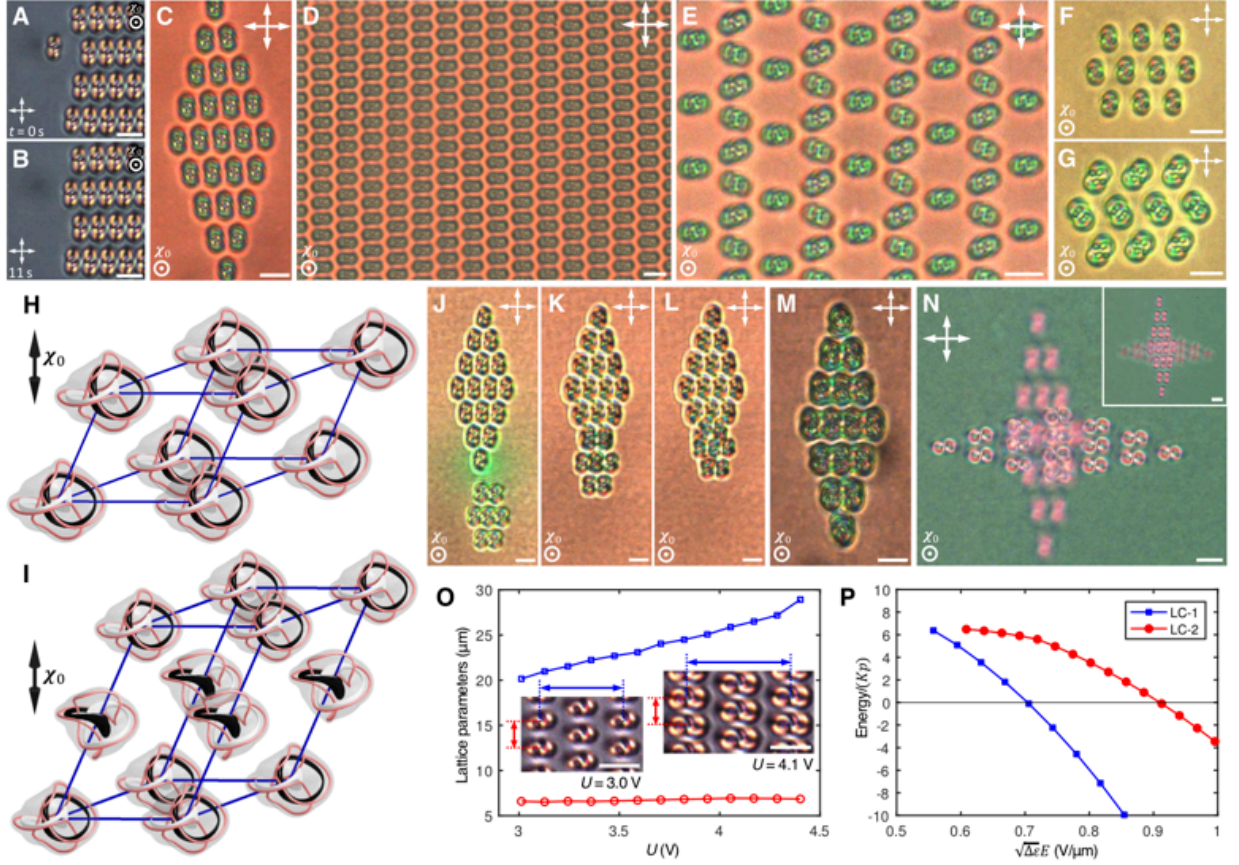 A
χ₀
t = 0 s
B
χ₀
11 s
C
χ₀
D
χ₀
E
χ₀
F
χ₀
G
χ₀
H
χ₀
I
χ₀
J
χ₀
K
L
M
χ₀
N
χ₀
O
30
25
20
15
10
5
Lattice parameters (μm)
U = 3.0 V
U = 4.1 V
3
3.5
4
4.5
U (V)
P
10
8
6
4
2
0
-2
-4
-6
-8
-10
Energy/(Kp)
LC-1
LC-2
0.5
0.6
0.7
0.8
0.9
1
√Δε E (V/μm)